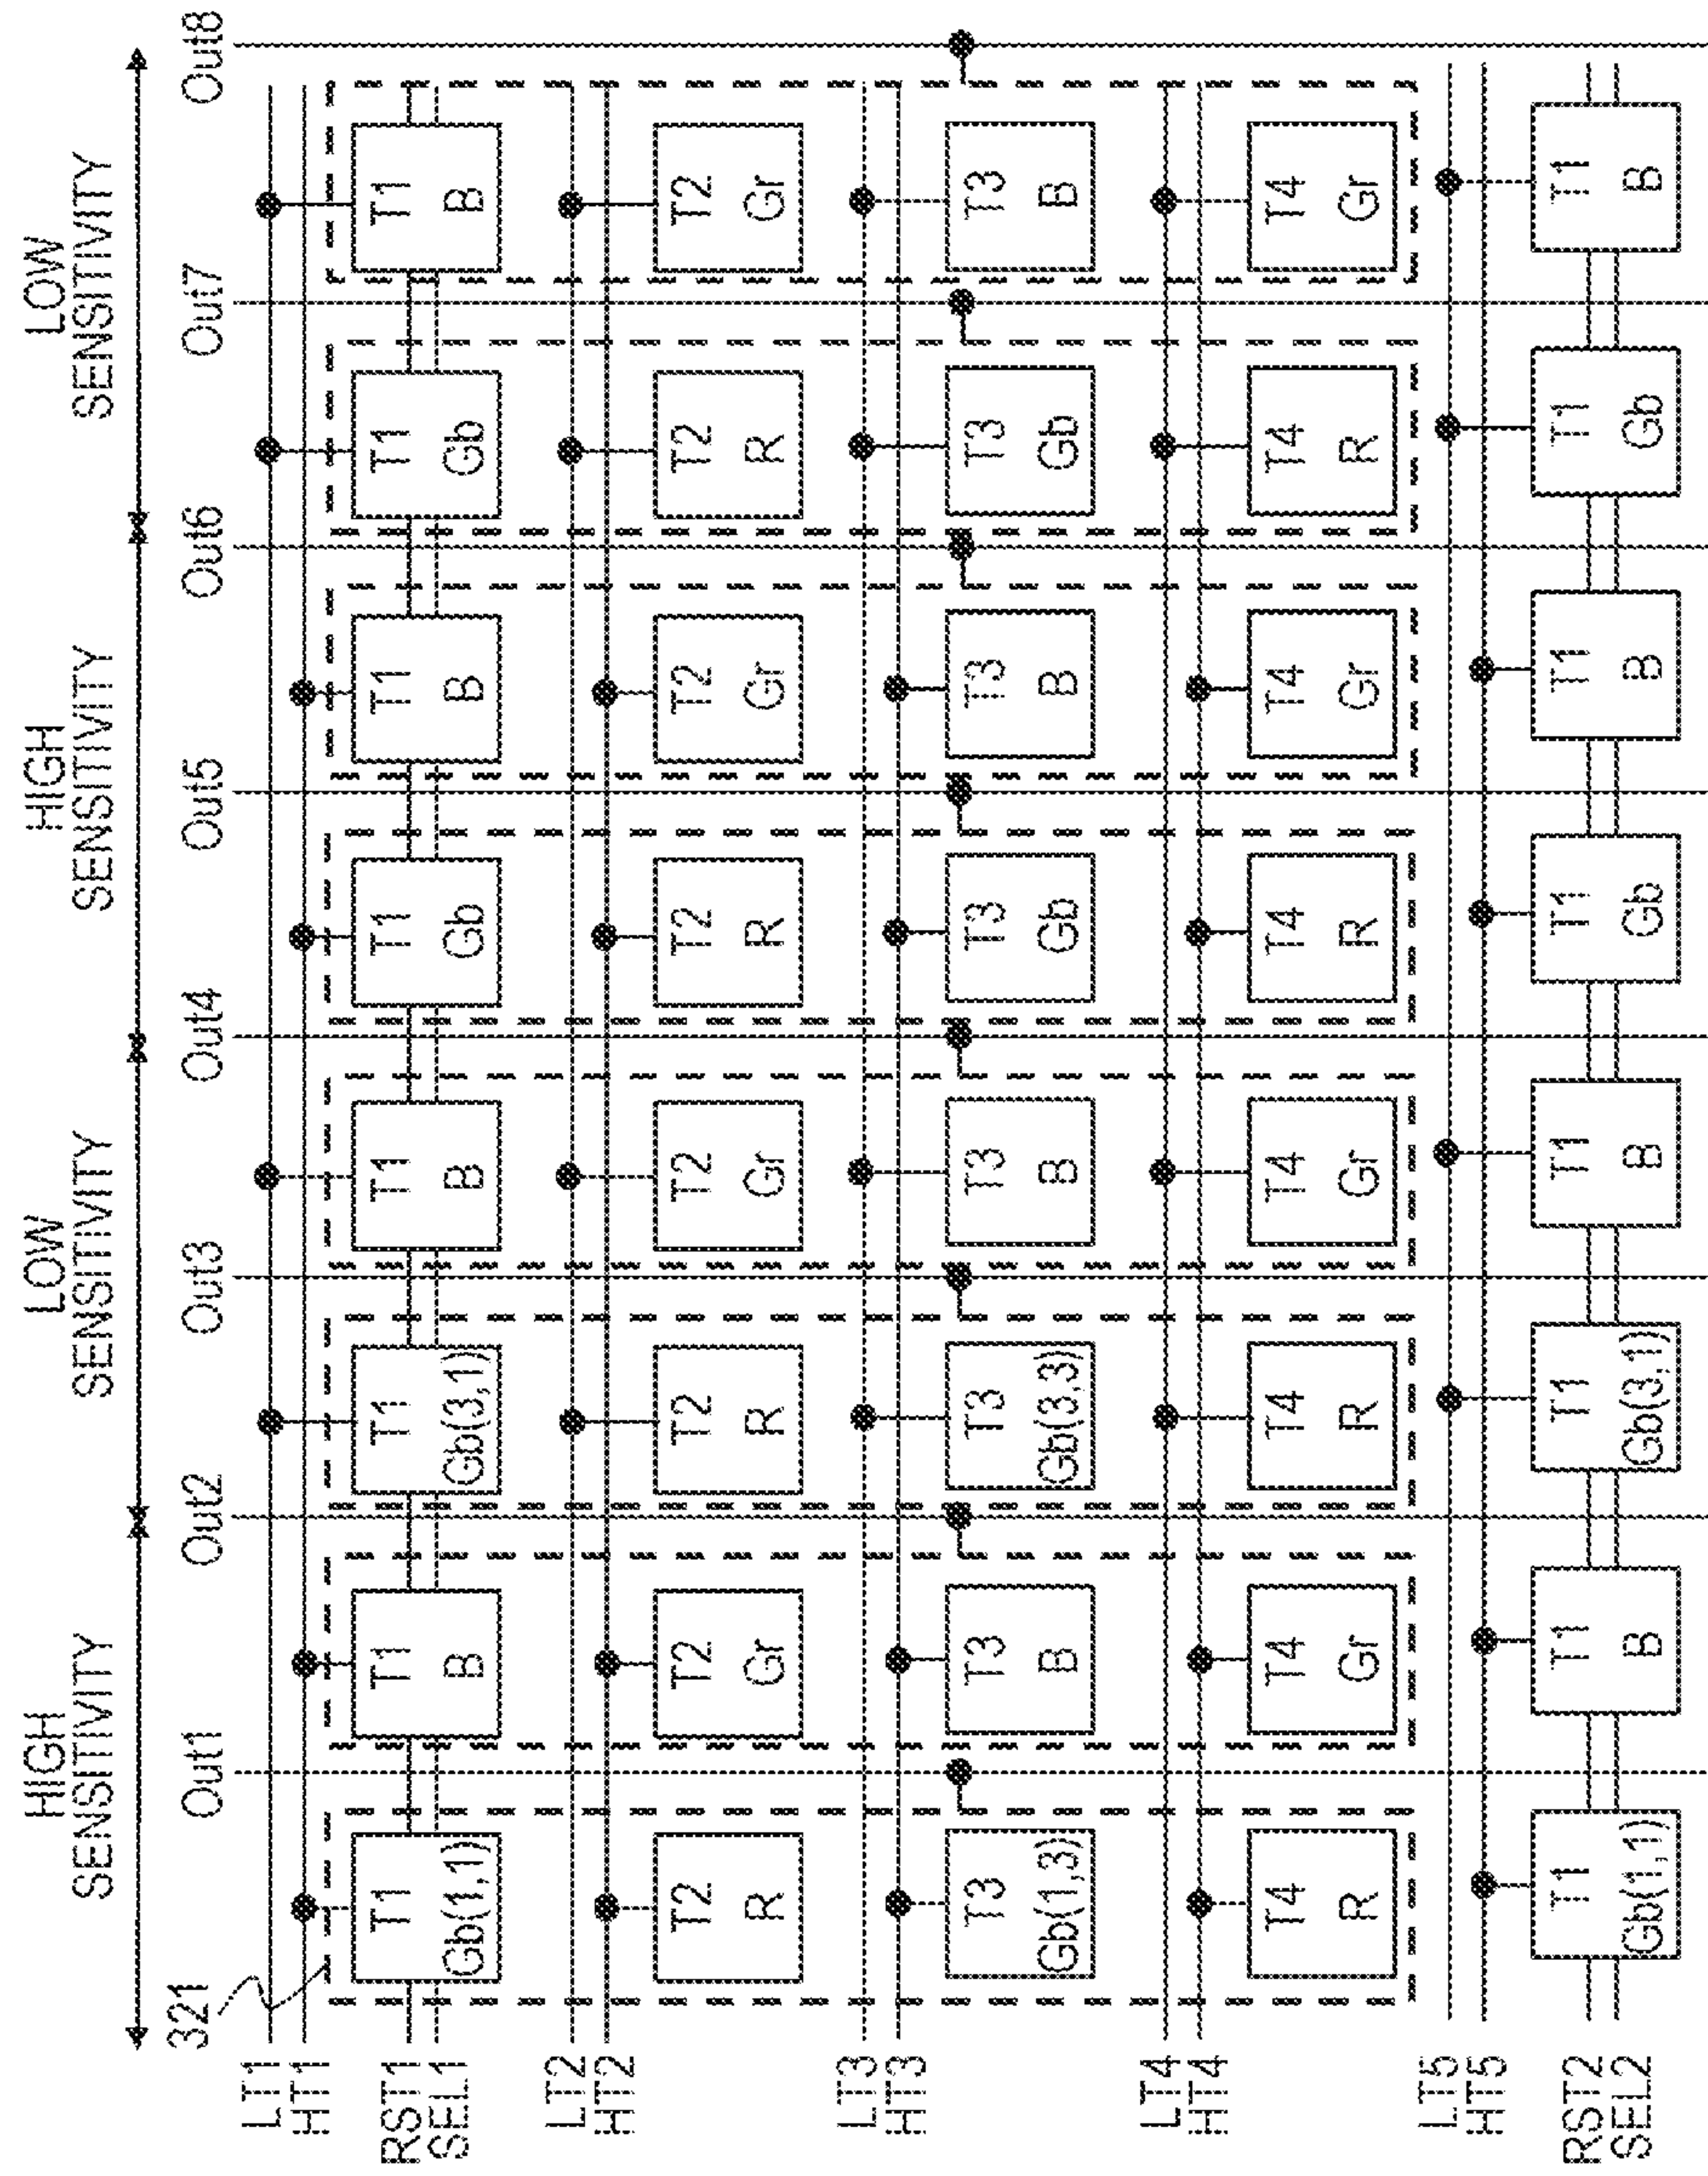 HIGH LOW HIGH LOW
SENSITIVITY SENSITIVITY SENSITIVITY SENSITIVITY
321 Out1 Out2 Out3 Out4 Out5 Out6 Out7 Out8
LT1
HT1
RST1 T1 T1 T1 T1 T1 T1 T1 T1
SEL1 Gb(1,1) B Gb(3,1) B Gb B Gb B
LT2
HT2
T2 T2 T2 T2 T2 T2 T2 T2
R Gr R Gr R Gr R Gr
LT3
HT3
T3 T3 T3 T3 T3 T3 T3 T3
Gb(1,3) B Gb(3,3) B Gb B Gb B
LT4
HT4
T4 T4 T4 T4 T4 T4 T4 T4
R Gr R Gr R Gr R Gr
LT5
HT5
RST2 T1 T1 T1 T1 T1 T1 T1 T1
SEL2 Gb(1,1) B Gb(3,1) B Gb B Gb B